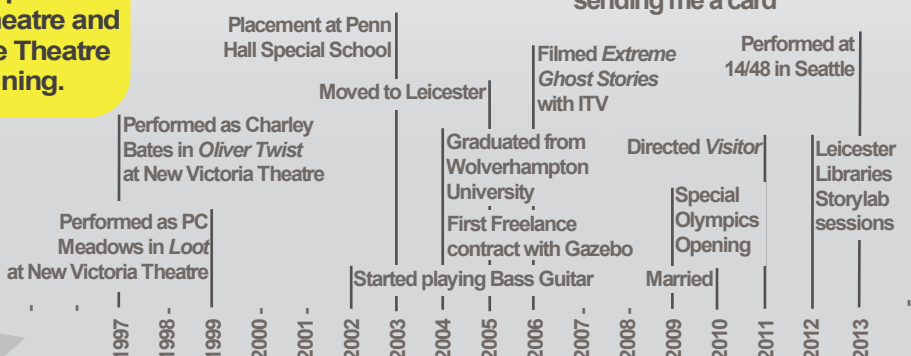 eatre and
e Theatre
ning.
sending me a card
Placement at Penn
Hall Special School
Moved to Leicester
Filmed Extreme
Ghost Stories
with ITV
Performed at
14/48 in Seattle
Performed as Charley
Bates in Oliver Twist
at New Victoria Theatre
Graduated from
Wolverhampton
University
First Freelance
contract with Gazebo
Directed Visitor
Leicester
Libraries
Storylab
sessions
Special
Olympics
Opening
Performed as PC
Meadows in Loot
at New Victoria Theatre
Started playing Bass Guitar
Married
1997
1998
1999
2000
2001
2002
2003
2004
2005
2006
2007
2008
2009
2010
2011
2012
2013